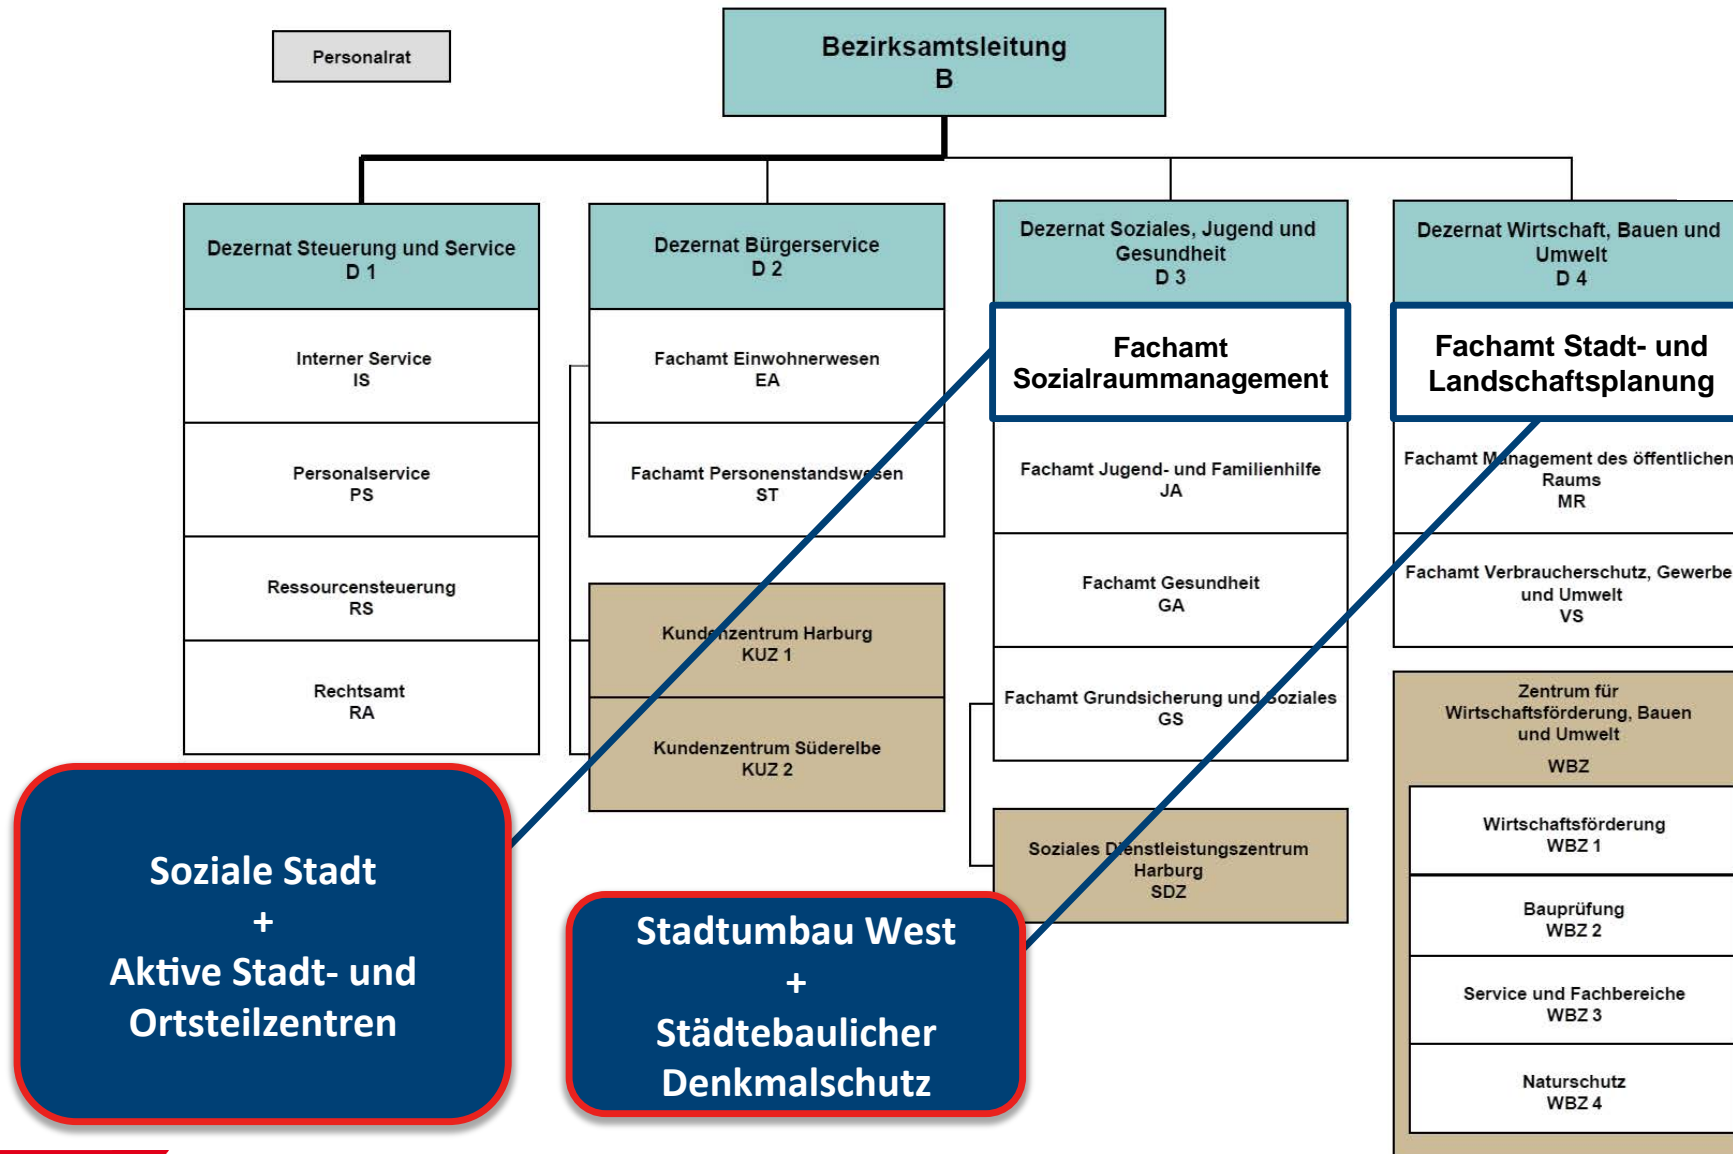 Personalrat
Bezirksamtsleitung
B
Dezernat Steuerung und Service
D 1
Interner Service
IS
Personalservice
PS
Ressourcensteuerung
RS
Rechtsamt
RA
Dezernat Bürgerservice
D 2
Fachamt Einwohnerwesen
EA
Fachamt Personenstandswesen
ST
Kundenzentrum Harburg
KUZ 1
Kundenzentrum Süderelbe
KUZ 2
Dezernat Soziales, Jugend und
Gesundheit
D 3
Fachamt
Sozialraummanagement
Fachamt Jugend- und Familienhilfe
JA
Fachamt Gesundheit
GA
Fachamt Grundsicherung und Soziales
GS
Soziales Dienstleistungszentrum
Harburg
SDZ
Dezernat Wirtschaft, Bauen und
Umwelt
D 4
Fachamt Stadt- und
Landschaftsplanung
Fachamt Management des öffentlichen
Raums
MR
Fachamt Verbraucherschutz, Gewerbe
und Umwelt
VS
Zentrum für
Wirtschaftsförderung, Bauen
und Umwelt
WBZ
Wirtschaftsförderung
WBZ 1
Bauprüfung
WBZ 2
Service und Fachbereiche
WBZ 3
Naturschutz
WBZ 4
Soziale Stadt
+
Aktive Stadt- und
Ortsteilzentren
Stadtumbau West
+
Städtebaulicher
Denkmalschutz